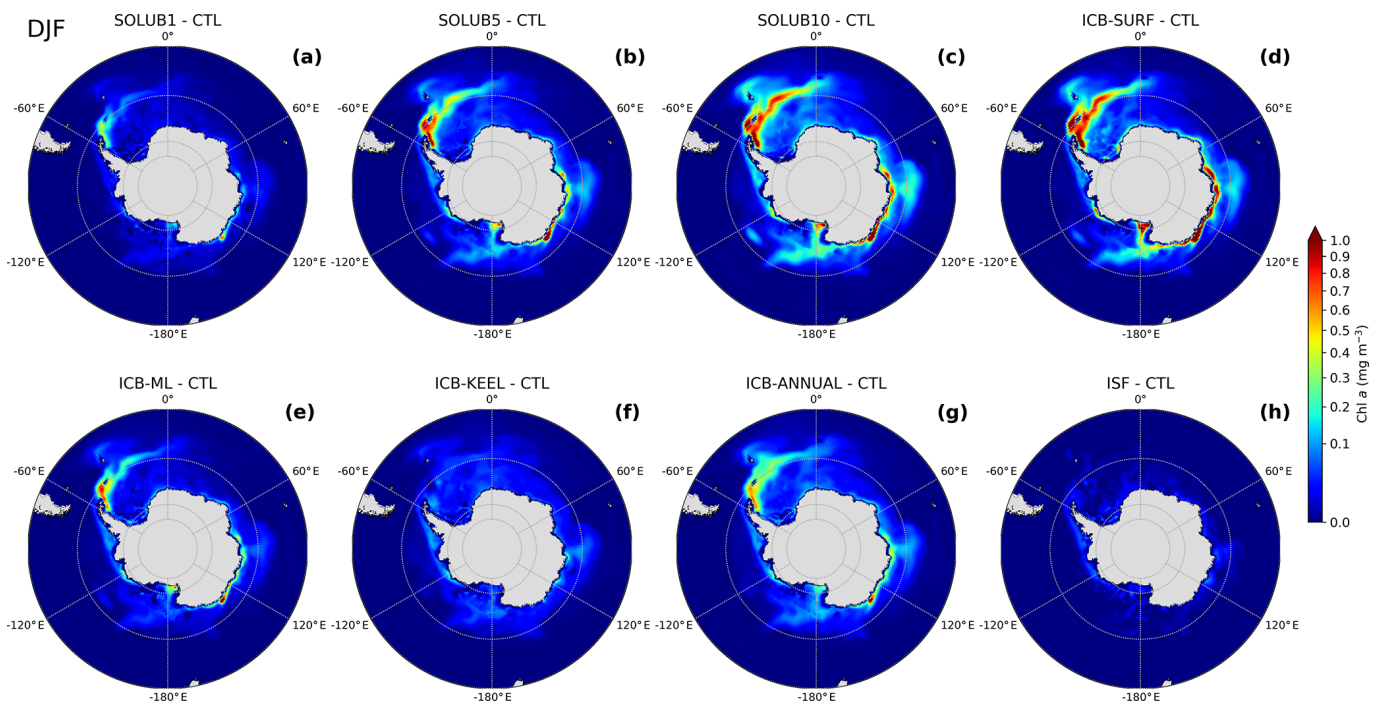 DJF
SOLUB1 - CTL
SOLUB5 - CTL
SOLUB10 - CTL
ICB-SURF - CTL
0°
0°
0°
0°
(a)
(b)
(c)
(d)
-60°E
60°E
-60°E
60°E
-60°E
60°E
-60°E
60°E
-120°E
120°E
-120°E
120°E
-120°E
120°E
-120°E
120°E
-180°E
-180°E
-180°E
-180°E
ICB-ML - CTL
ICB-KEEL - CTL
ICB-ANNUAL - CTL
ISF - CTL
0°
0°
0°
0°
(e)
(f)
(g)
(h)
-60°E
60°E
-60°E
60°E
-60°E
60°E
-60°E
60°E
-120°E
120°E
-120°E
120°E
-120°E
120°E
-120°E
120°E
-180°E
-180°E
-180°E
-180°E
1.0
0.9
0.8
0.7
0.6
0.5
0.4
0.3
0.2
0.1
0.0
Chl a (mg m⁻³)